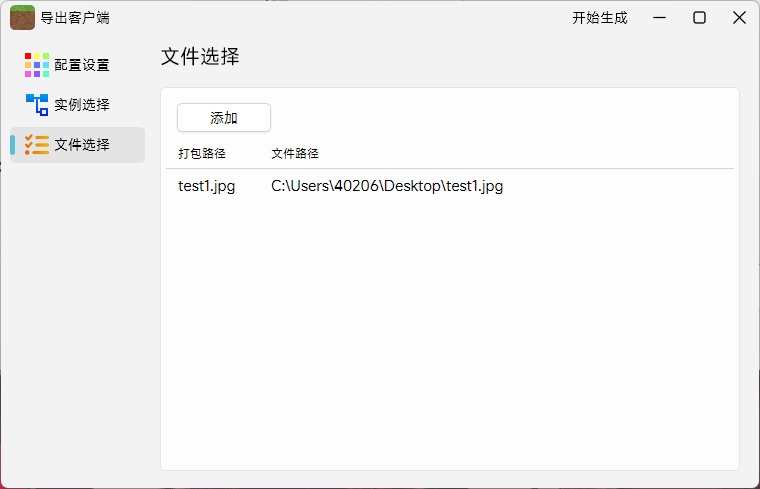 导出客户端
开始生成
配置设置
实例选择
文件选择
文件选择
添加
打包路径 文件路径
test1.jpg C:\Users\40206\Desktop\test1.jpg